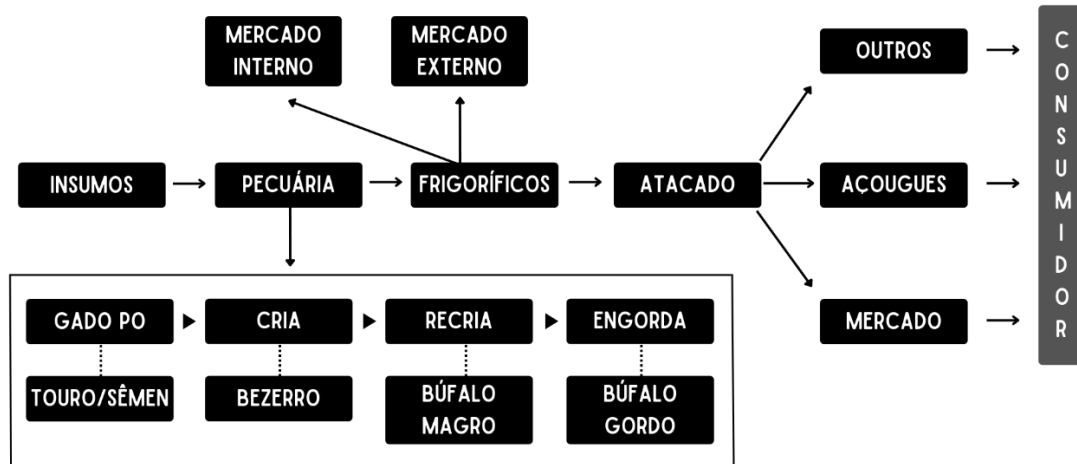 MERCADO
INTERNO
MERCADO
EXTERNO
OUTROS
INSUMOS
PECUÁRIA
FRIGORÍFICOS
ATACADO
AÇOUGUES
MERCADO
CONSUMIDOR
GADO PO
CRIA
RECRIA
ENGORDA
TOURO/SÊMEN
BEZERRO
BÚFALO
MAGRO
BÚFALO
GORDO